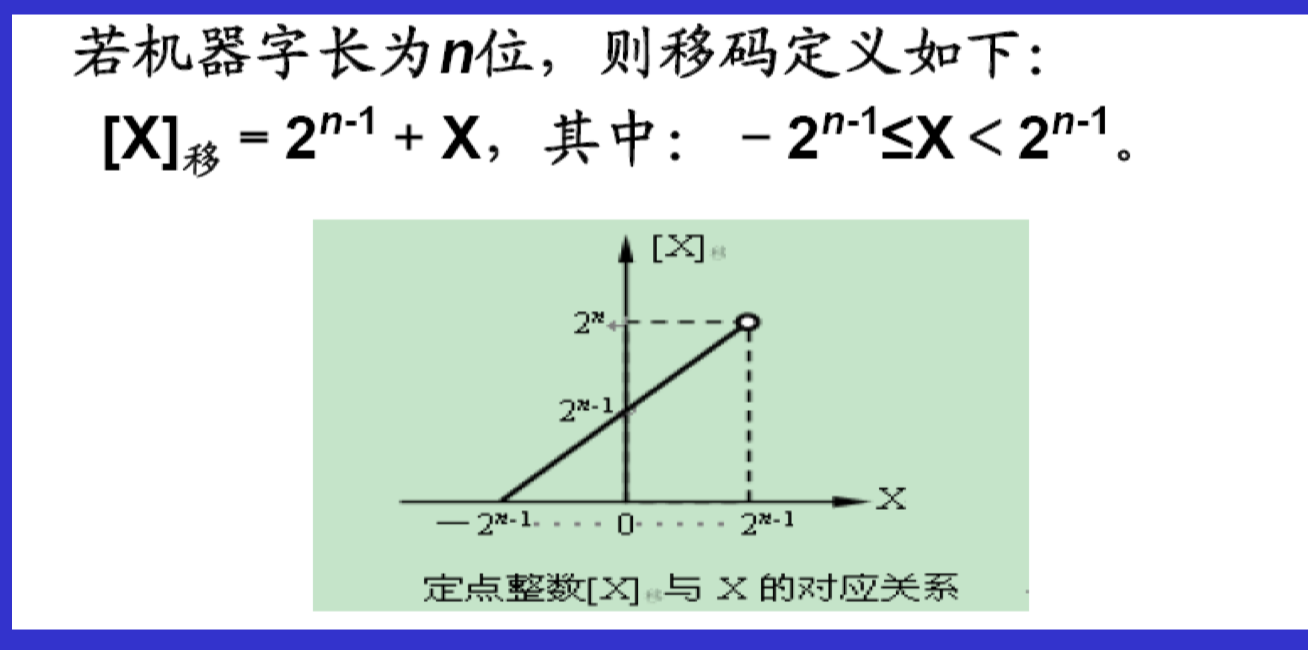 若机器字长为n位，则移码定义如下：
[X]移 = 2^n-1 + X，其中： －2^n-1≤X < 2^n-1。
[X]移
2^n
2^n-1
X
— 2^n-1 · · · · 0 · · · · · 2^n-1
定点整数[X]移与 X 的对应关系